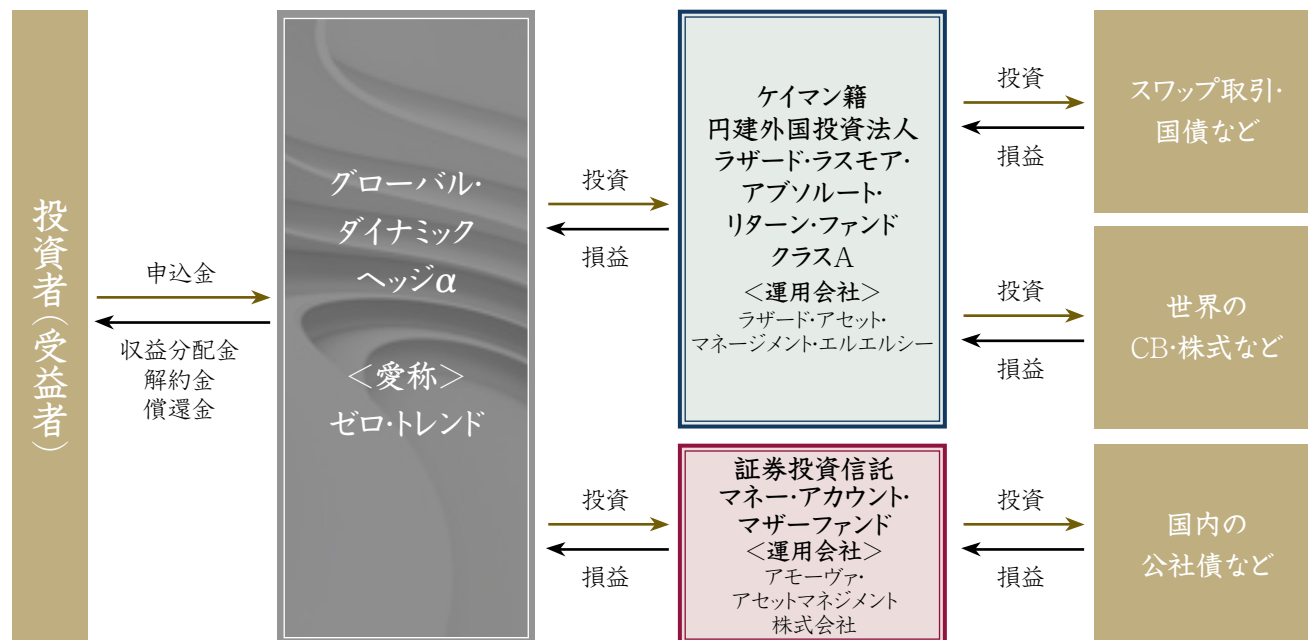 投資者(受益者)
申込金
収益分配金
解約金
償還金
グローバル・
ダイナミック
ヘッジα
＜愛称＞
ゼロ・トレンド
投資
損益
ケイマン籍
円建外国投資法人
ラザード・ラスモア・
アブソルート・
リターン・ファンド
クラスA
＜運用会社＞
ラザード・アセット・
マネージメント・エルエルシー
投資
損益
スワップ取引・
国債など
投資
損益
世界の
CB・株式など
投資
損益
証券投資信託
マネー・アカウント・
マザーファンド
＜運用会社＞
アモーヴァ・
アセットマネジメント
株式会社
投資
損益
国内の
公社債など